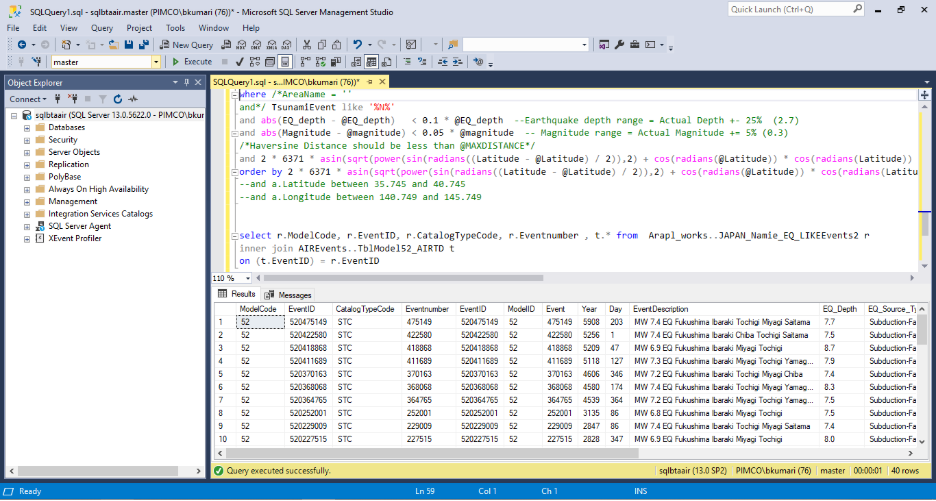 SQLQuery1.sql - sqlbtaair.master (PIMCO\bkumari (76))* - Microsoft SQL Server Management Studio
Quick Launch (Ctrl+Q)
File Edit View Query Project Tools Window Help
New Query
master Execute
Object Explorer
Connect
sqlbtaair (SQL Server 13.0.5622.0 - PIMCO\bkumari (76))
Databases
Security
Server Objects
Replication
PolyBase
Always On High Availability
Management
Integration Services Catalogs
SQL Server Agent
XEvent Profiler
SQLQuery1.sql - s...IMCO\bkumari (76))*
where /*AreaName = ''
and*/ TsunamiEvent like '%N%'
and abs(EQ_depth - @EQ_depth) < 0.1 * @EQ_depth --Earthquake depth range = Actual Depth +- 25% (2.7)
and abs(Magnitude - @magnitude) < 0.05 * @magnitude -- Magnitude range = Actual Magnitude += 5% (0.3)
/*Haversine Distance should be less than @MAXDISTANCE*/
and 2 * 6371 * asin(sqrt(power(sin(radians((Latitude - @Latitude) / 2)),2) + cos(radians(@Latitude)) * cos(radians(Latitude))
order by 2 * 6371 * asin(sqrt(power(sin(radians((Latitude - @Latitude) / 2)),2) + cos(radians(@Latitude)) * cos(radians(Latit
--and a.Latitude between 35.745 and 40.745
--and a.Longitude between 140.749 and 145.749
select r.ModelCode, r.EventID, r.CatalogTypeCode, r.Eventnumber , t.* from Arapl_works..JAPAN_Namie_EQ_LIKEEvents2 r
inner join AIREvents..TblModel52_AIRTD t
on (t.EventID) = r.EventID
110 %
Results Messages
ModelCode EventID CatalogTypeCode Eventnumber EventID ModelID Event Year Day EventDescription EQ_Depth EQ_Source_Ty
1 52 520475149 STC 475149 520475149 52 475149 5908 203 MW 7.4 EQ Fukushima Ibaraki Tochigi Miyagi Saitama 7.7 Subduction-Fa
2 52 520422580 STC 422580 520422580 52 422580 5256 1 MW 7.4 EQ Fukushima Ibaraki Chiba Tochigi Saitama 7.5 Subduction-Fa
3 52 520418868 STC 418868 520418868 52 418868 5209 47 MW 6.9 EQ Fukushima Ibaraki Miyagi Tochigi 8.7 Subduction-Fa
4 52 520411689 STC 411689 520411689 52 411689 5118 127 MW 7.3 EQ Fukushima Ibaraki Tochigi Miyagi Yamag... 7.9 Subduction-Fa
5 52 520370163 STC 370163 520370163 52 370163 4606 346 MW 7.2 EQ Fukushima Ibaraki Tochigi Miyagi Chiba 7.4 Subduction-Fa
6 52 520368068 STC 368068 520368068 52 368068 4580 174 MW 7.4 EQ Fukushima Ibaraki Tochigi Miyagi Yamag... 8.3 Subduction-Fa
7 52 520364765 STC 364765 520364765 52 364765 4539 364 MW 7.2 EQ Fukushima Ibaraki Tochigi Miyagi Yamag... 7.5 Subduction-Fa
8 52 520252001 STC 252001 520252001 52 252001 3135 86 MW 6.8 EQ Fukushima Ibaraki Miyagi Tochigi 7.5 Subduction-Fa
9 52 520229009 STC 229009 520229009 52 229009 2847 86 MW 7.4 EQ Fukushima Ibaraki Tochigi Miyagi Saitama 7.4 Subduction-Fa
10 52 520227515 STC 227515 520227515 52 227515 2828 347 MW 6.9 EQ Fukushima Ibaraki Miyagi Tochigi 8.0 Subduction-Fa
Query executed successfully. sqlbtaair (13.0 SP2) PIMCO\bkumari (76) master 00:00:01 40 rows
Ready Ln 59 Col 1 Ch 1 INS